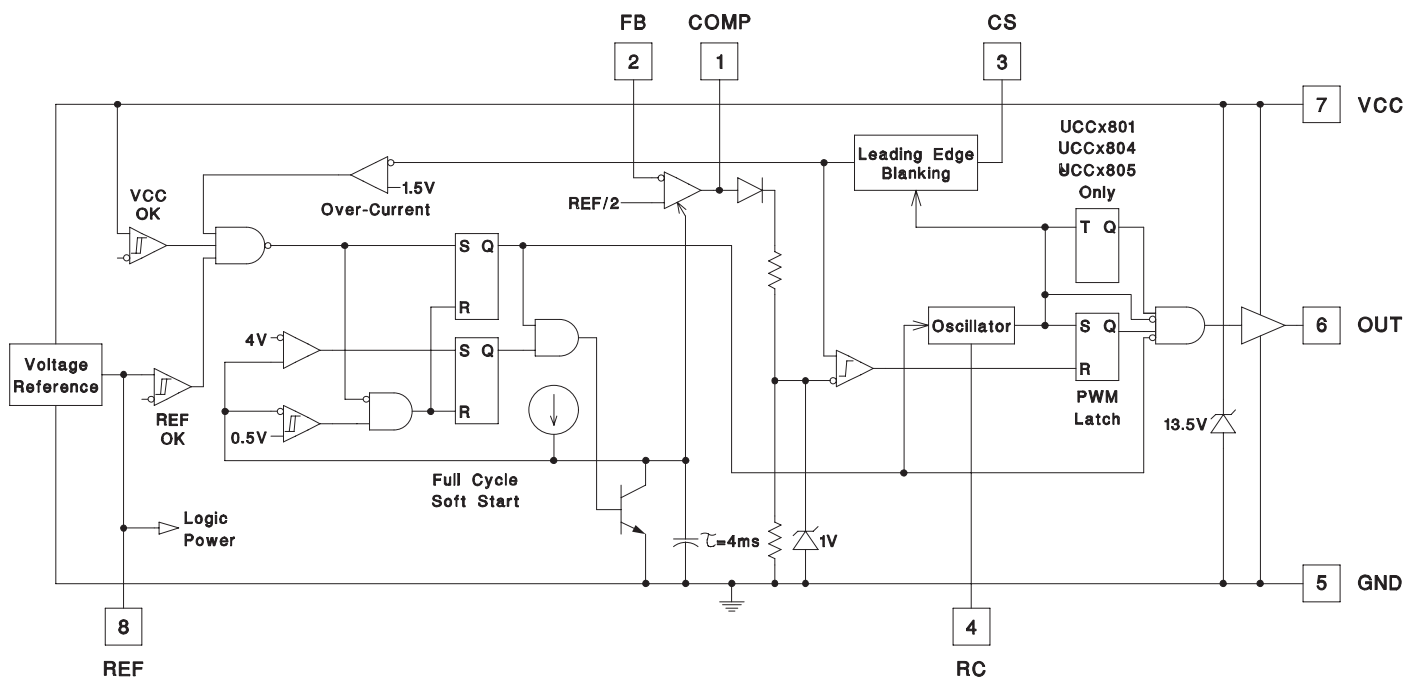 FB COMP CS
2 1 3
7 VCC
UCCx801
UCCx804
UCCx805
Only
Leading Edge
Blanking
1.5V
Over-Current
VCC
OK
REF/2
T Q
S Q
R
Oscillator
S Q
R
6 OUT
4V
S Q
R
Voltage
Reference
REF
OK
0.5V
PWM
Latch
13.5V
Full Cycle
Soft Start
Logic
Power
τ=4ms
1V
5 GND
8
REF
4
RC